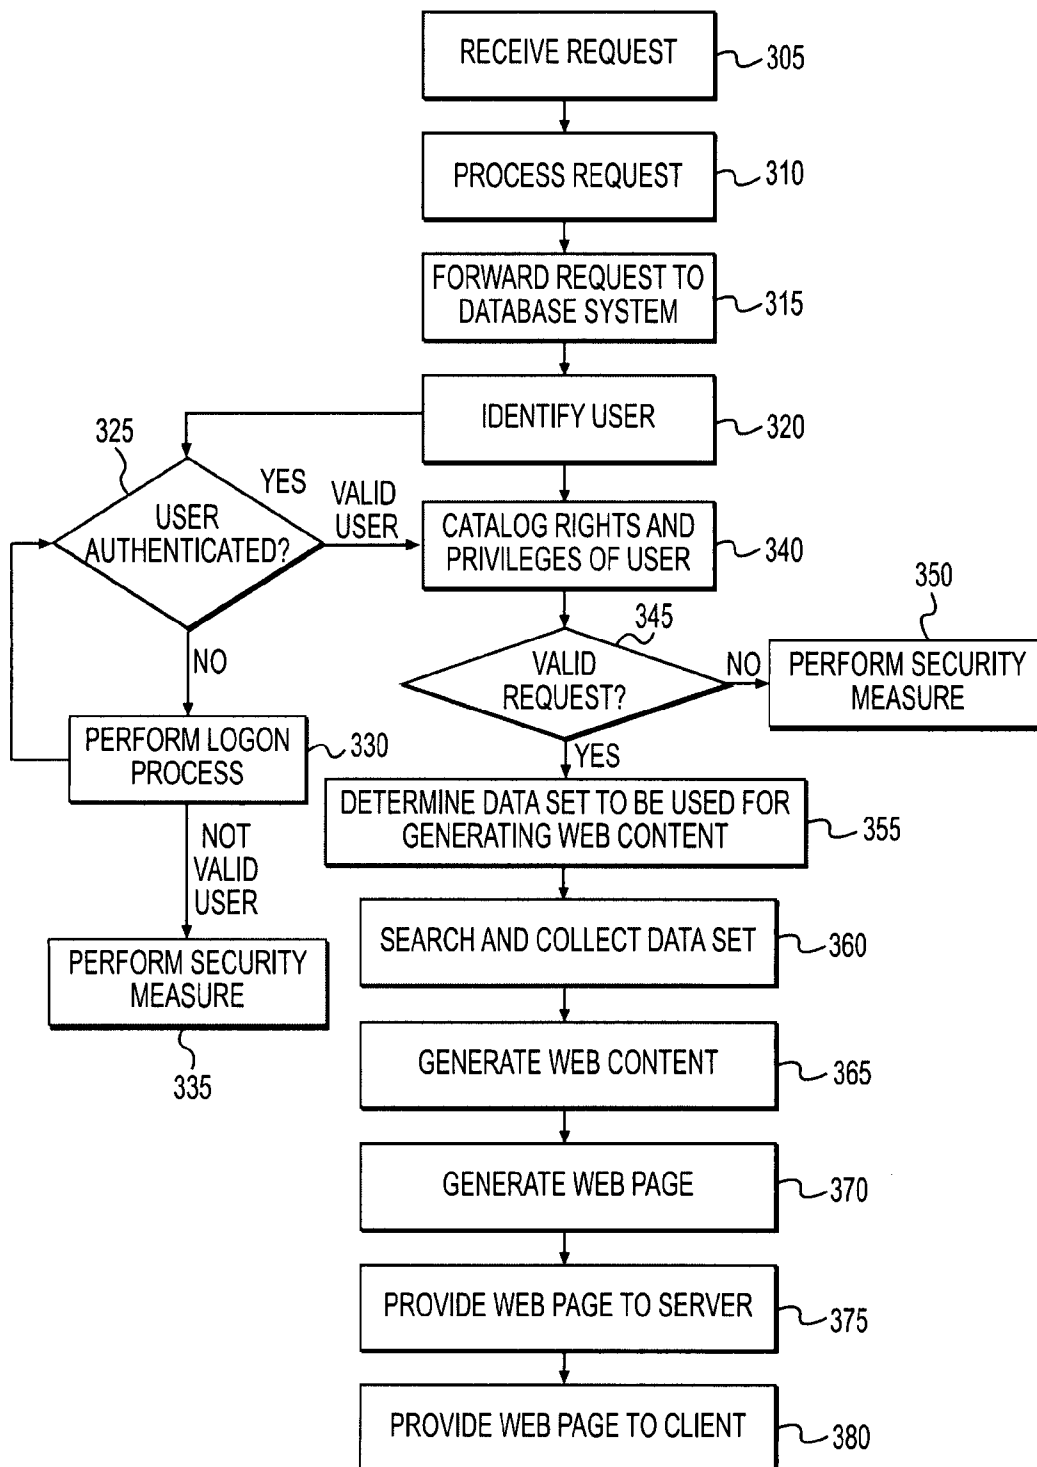 RECEIVE REQUEST
305
PROCESS REQUEST
310
FORWARD REQUEST TO
DATABASE SYSTEM
315
IDENTIFY USER
320
325
USER
AUTHENTICATED?
YES
VALID
USER
CATALOG RIGHTS AND
PRIVILEGES OF USER
340
NO
345
VALID
REQUEST?
NO
350
PERFORM SECURITY
MEASURE
PERFORM LOGON
PROCESS
330
YES
NOT
VALID
USER
PERFORM SECURITY
MEASURE
335
DETERMINE DATA SET TO BE USED FOR
GENERATING WEB CONTENT
355
SEARCH AND COLLECT DATA SET
360
GENERATE WEB CONTENT
365
GENERATE WEB PAGE
370
PROVIDE WEB PAGE TO SERVER
375
PROVIDE WEB PAGE TO CLIENT
380